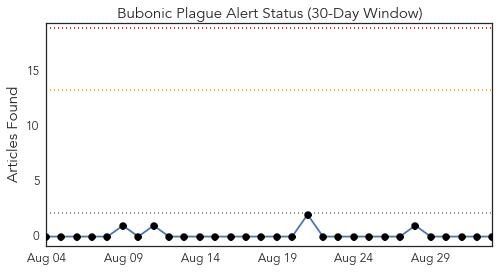 Bubonic Plague Alert Status (30-Day Window)
Articles Found
15
10
5
0
Aug 04 Aug 09 Aug 14 Aug 19 Aug 24 Aug 29